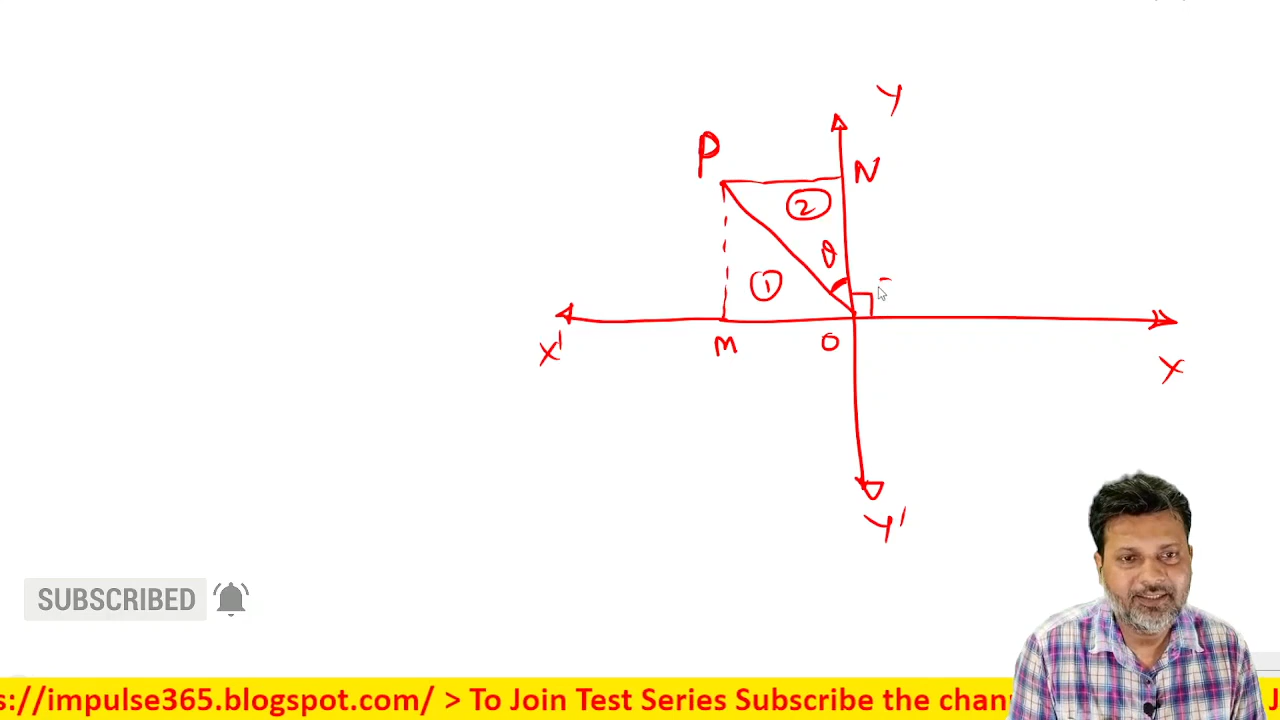 Y
P
N
2
θ
1
X'
M
O
X
Y'
SUBSCRIBED
s://impulse365.blogspot.com/ > To Join Test Series Subscribe the chan
J